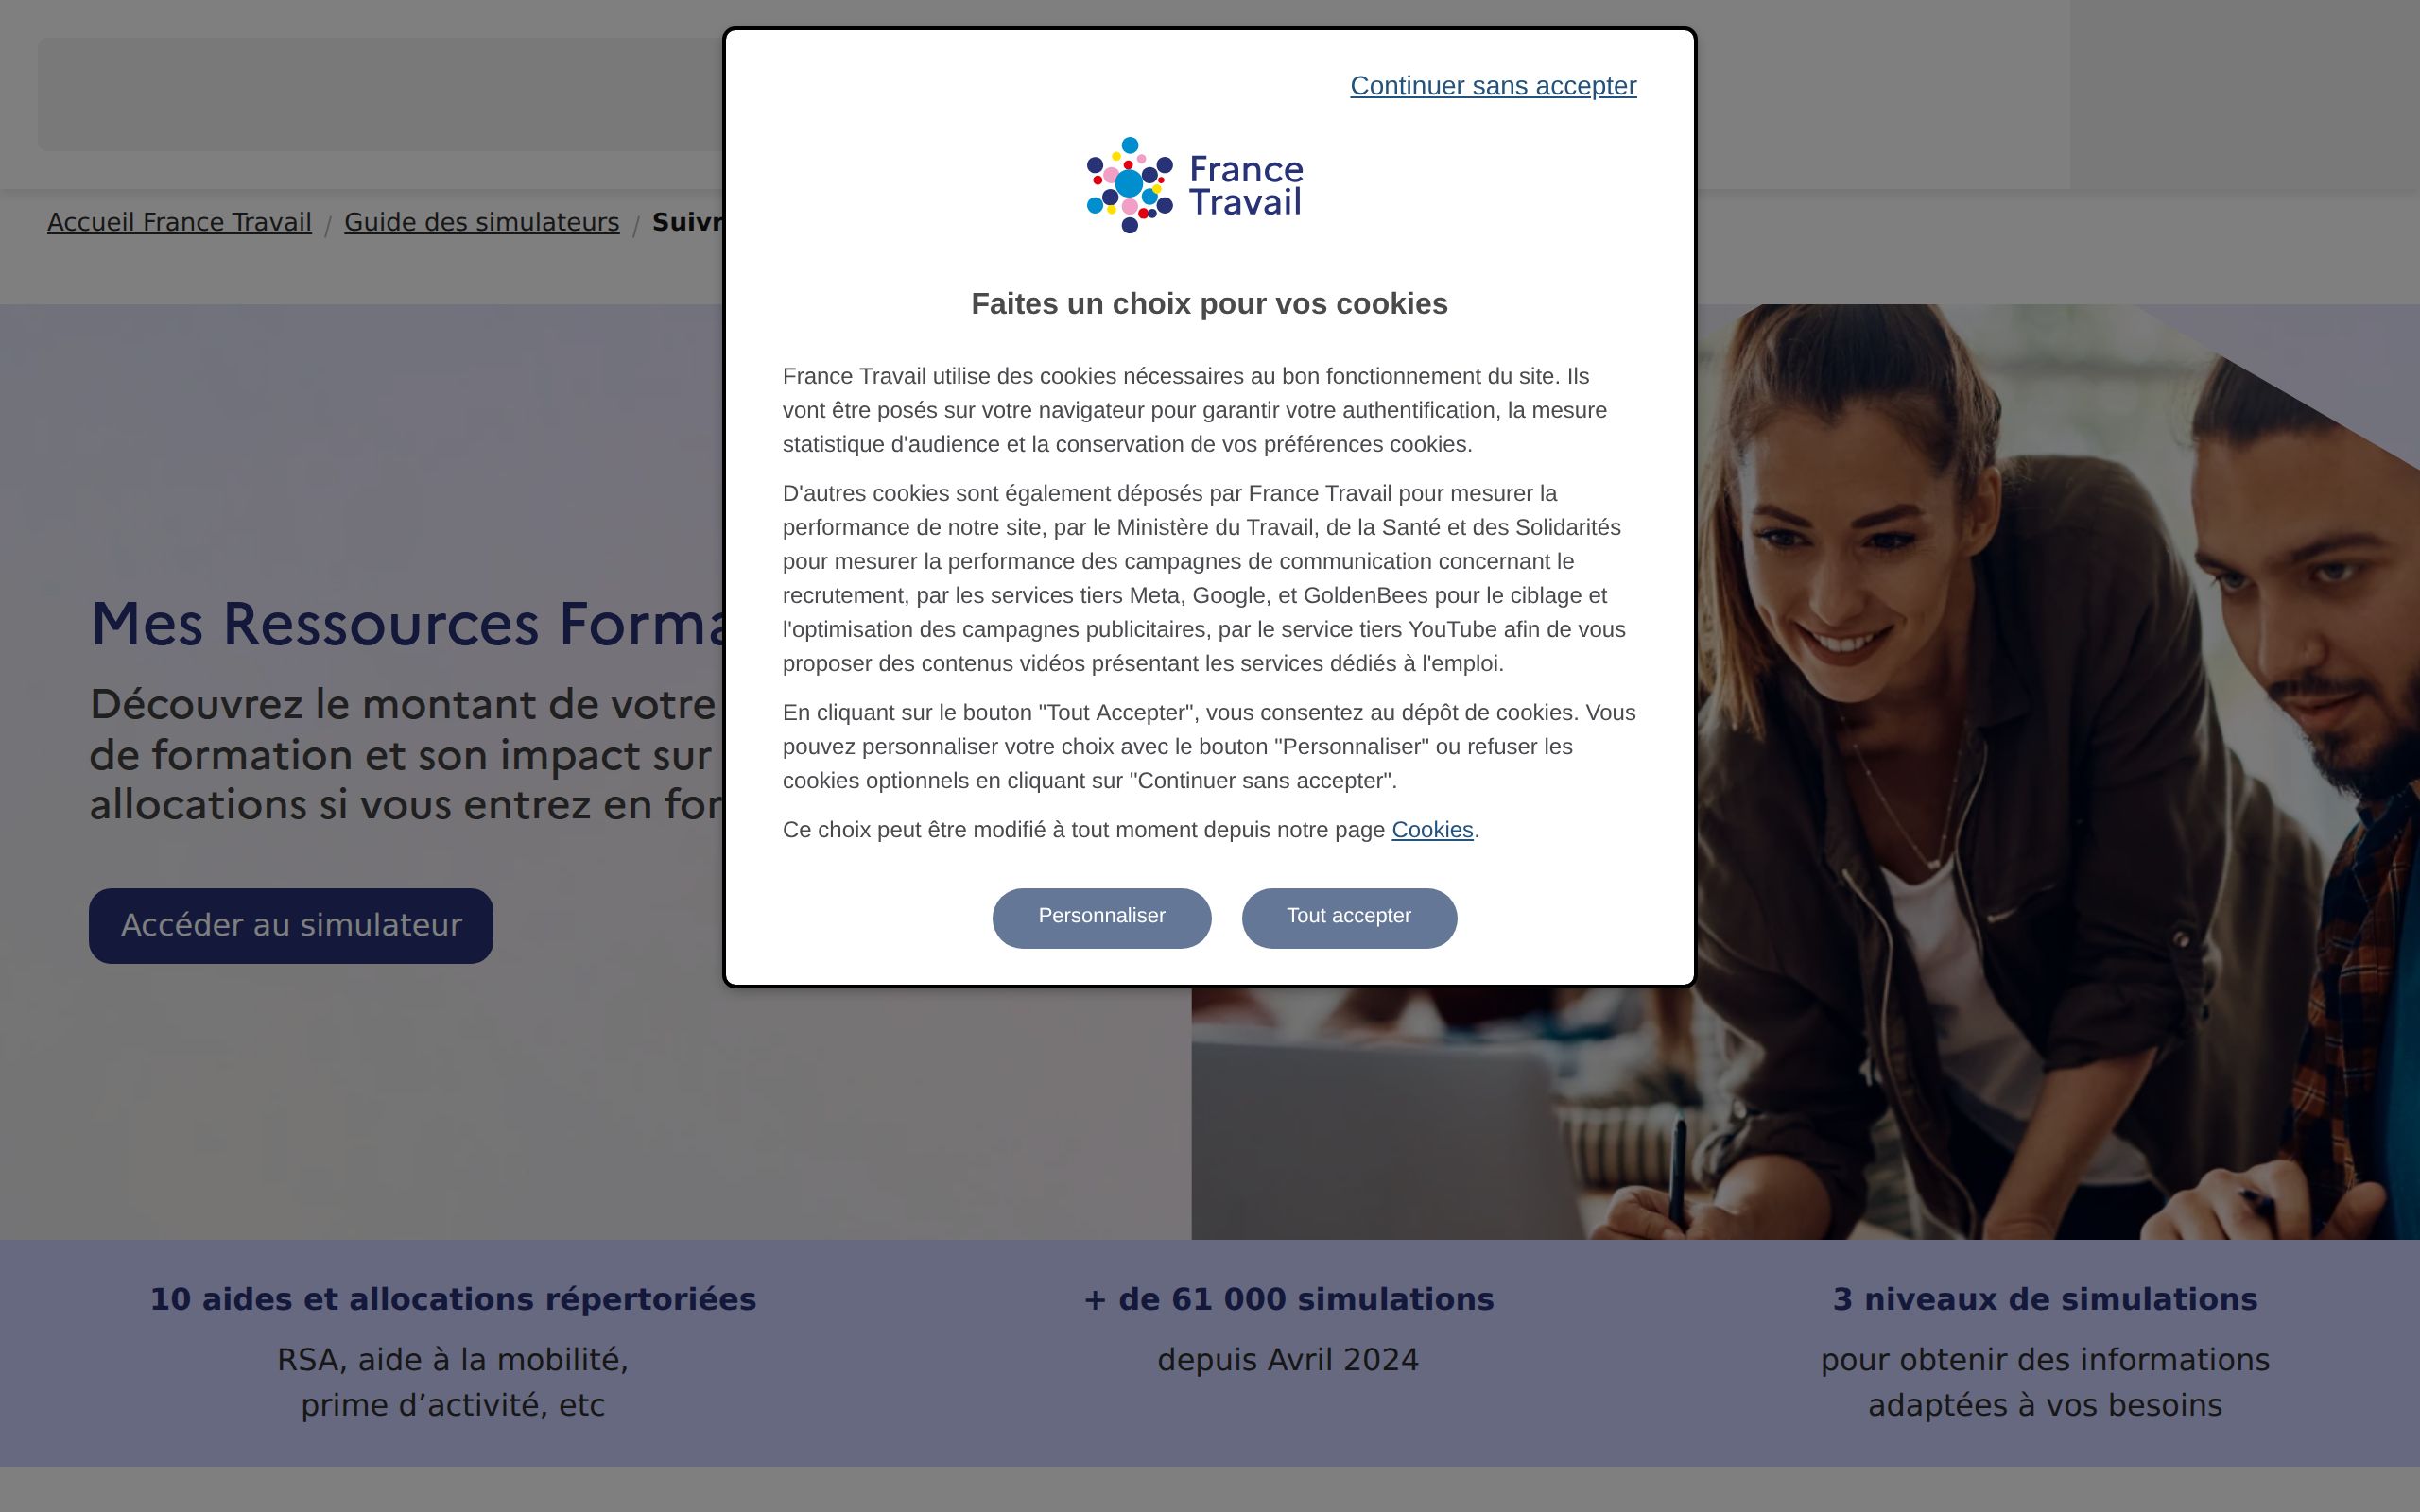 Continuer sans accepter
France
Travail
Faites un choix pour vos cookies
France Travail utilise des cookies nécessaires au bon fonctionnement du site. Ils
vont être posés sur votre navigateur pour garantir votre authentification, la mesure
statistique d'audience et la conservation de vos préférences cookies.
D'autres cookies sont également déposés par France Travail pour mesurer la
performance de notre site, par le Ministère du Travail, de la Santé et des Solidarités
pour mesurer la performance des campagnes de communication concernant le
recrutement, par les services tiers Meta, Google, et GoldenBees pour le ciblage et
l'optimisation des campagnes publicitaires, par le service tiers YouTube afin de vous
proposer des contenus vidéos présentant les services dédiés à l'emploi.
En cliquant sur le bouton "Tout Accepter", vous consentez au dépôt de cookies. Vous
pouvez personnaliser votre choix avec le bouton "Personnaliser" ou refuser les
cookies optionnels en cliquant sur "Continuer sans accepter".
Ce choix peut être modifié à tout moment depuis notre page Cookies.
Personnaliser Tout accepter
Accueil France Travail / Guide des simulateurs /
Mes Ressources
Découvrez le montant de votre
de formation et son impact sur
allocations si vous entrez en
Accéder au simulateur
10 aides et allocations répertoriées
RSA, aide à la mobilité,
prime d’activité, etc
+ de 61 000 simulations
depuis Avril 2024
3 niveaux de simulations
pour obtenir des informations
adaptées à vos besoins